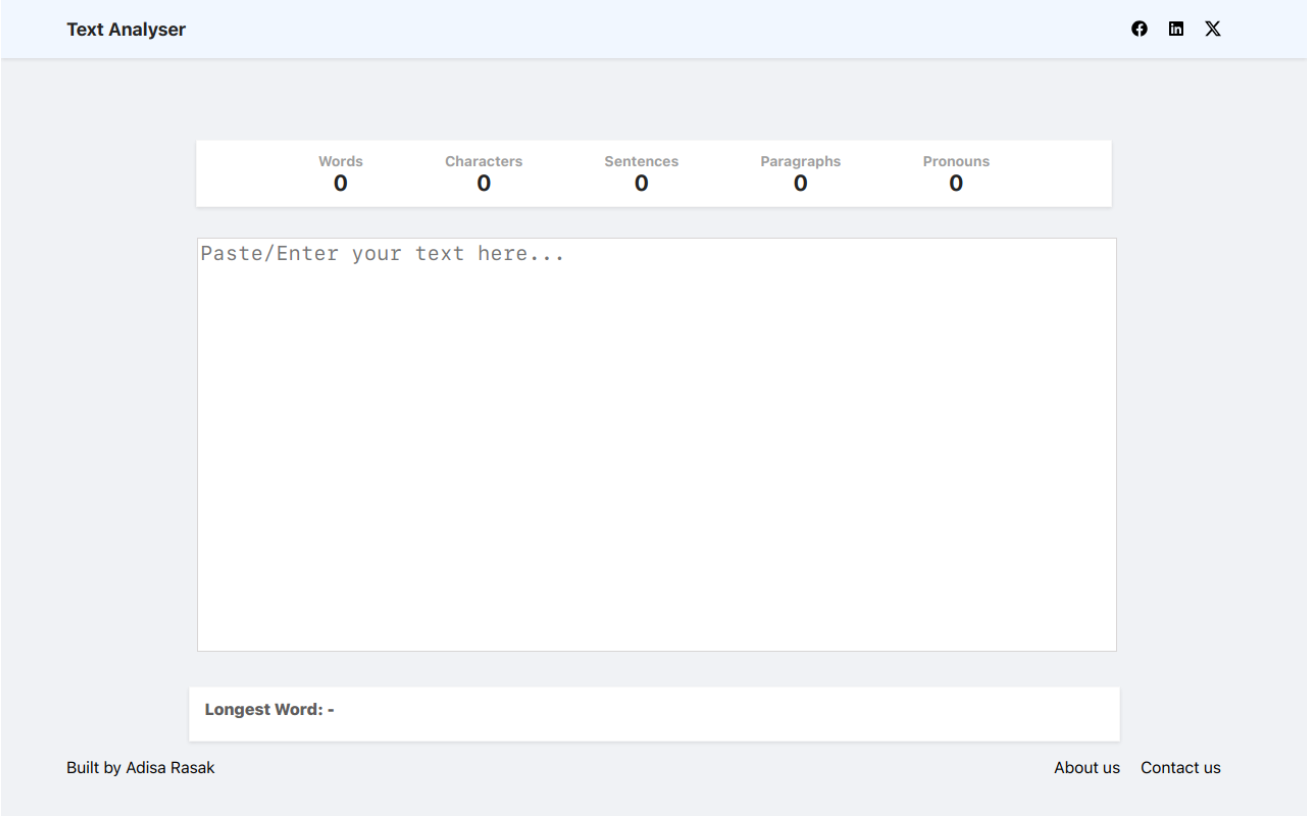 Text Analyser
Words Characters Sentences Paragraphs Pronouns
0 0 0 0 0
Paste/Enter your text here...
Longest Word: -
Built by Adisa Rasak About us Contact us